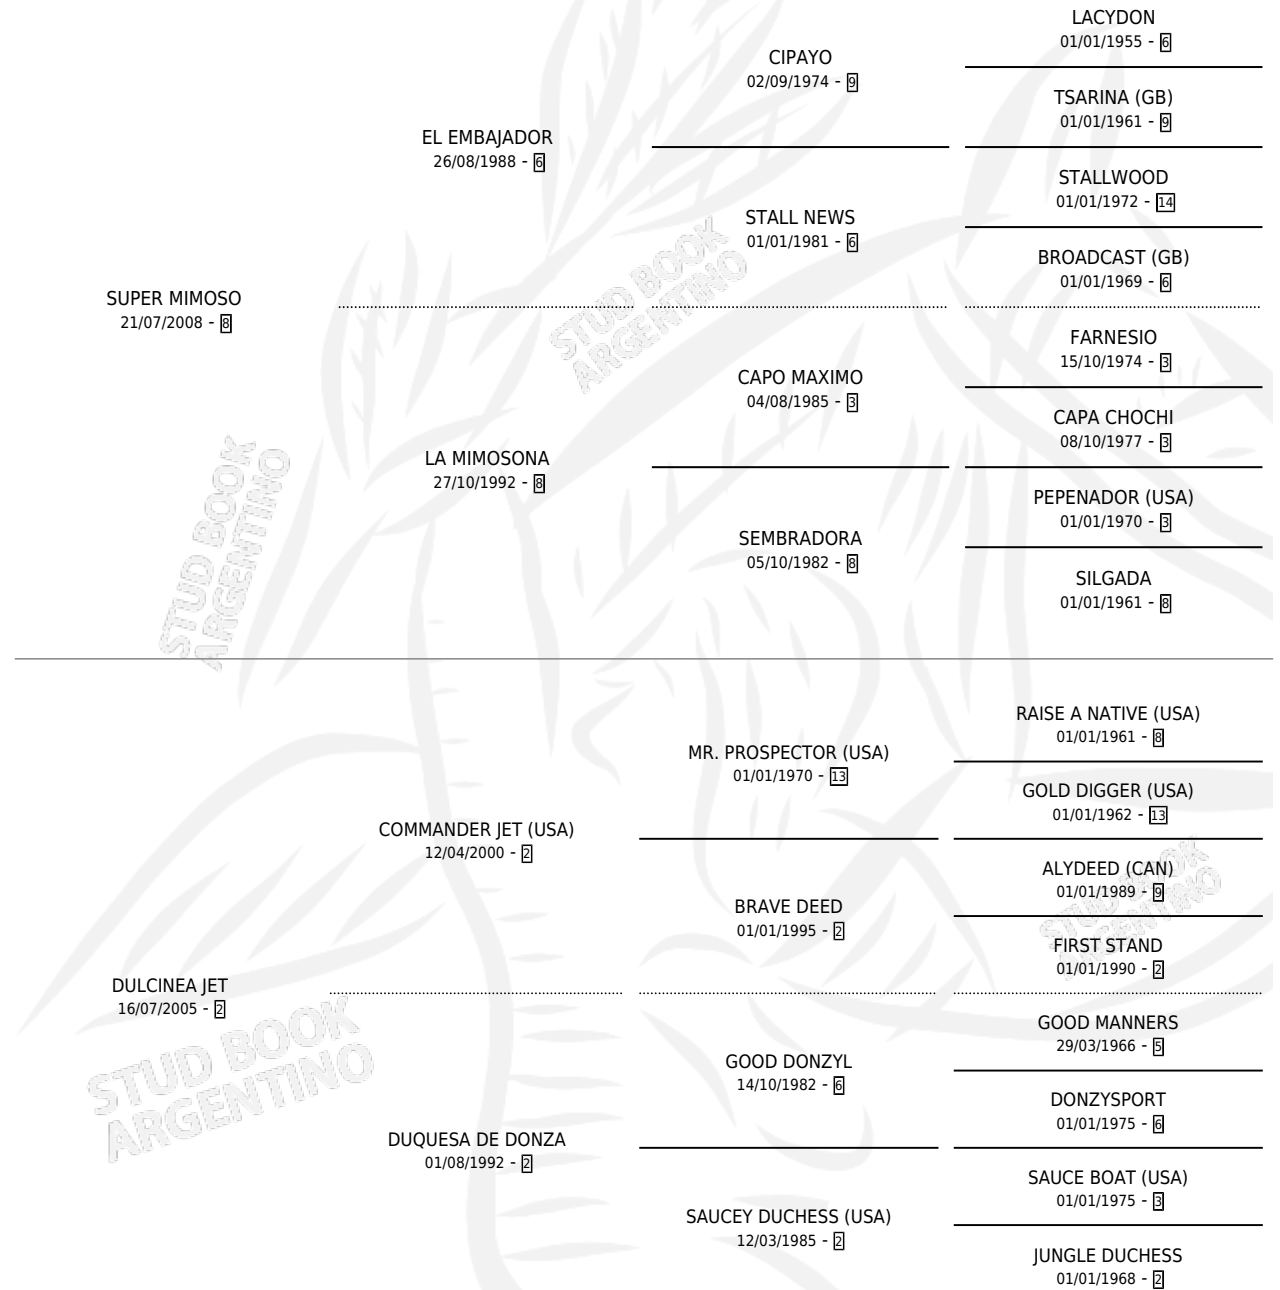 LACYDON
01/01/1955 - 6
CIPAYO
02/09/1974 - 9
TSARINA (GB)
01/01/1961 - 9
EL EMBAJADOR
26/08/1988 - 6
STALLWOOD
01/01/1972 - 14
STALL NEWS
01/01/1981 - 6
BROADCAST (GB)
01/01/1969 - 6
SUPER MIMOSO
21/07/2008 - 8
STUD BOOK
ARGENTINO
FARNESIO
15/10/1974 - 3
CAPO MAXIMO
04/08/1985 - 3
CAPA CHOCHI
08/10/1977 - 3
LA MIMOSONA
27/10/1992 - 8
PEPENADOR (USA)
01/01/1970 - 3
SEMBRADORA
05/10/1982 - 8
SILGADA
01/01/1961 - 8
STUD BOOK
ARGENTINO
RAISE A NATIVE (USA)
01/01/1961 - 8
MR. PROSPECTOR (USA)
01/01/1970 - 13
GOLD DIGGER (USA)
01/01/1962 - 13
COMMANDER JET (USA)
12/04/2000 - 2
ALYDEED (CAN)
01/01/1989 - 9
STUD BOOK
ARGENTINO
BRAVE DEED
01/01/1995 - 2
FIRST STAND
01/01/1990 - 2
DULCINEA JET
16/07/2005 - 2
STUD BOOK
ARGENTINO
GOOD MANNERS
29/03/1966 - 5
GOOD DONZYL
14/10/1982 - 6
DONZYSPORT
01/01/1975 - 6
DUQUESA DE DONZA
01/08/1992 - 2
SAUCE BOAT (USA)
01/01/1975 - 3
SAUCEY DUCHESS (USA)
12/03/1985 - 2
JUNGLE DUCHESS
01/01/1968 - 2